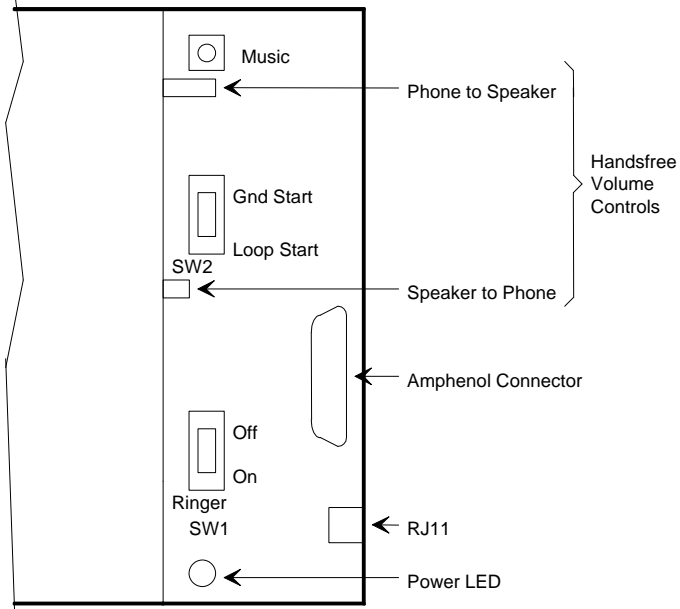 Music
Phone to Speaker
Handsfree
Volume
Controls
Gnd Start
Loop Start
SW2
Speaker to Phone
Amphenol Connector
Off
On
Ringer
SW1
RJ11
Power LED